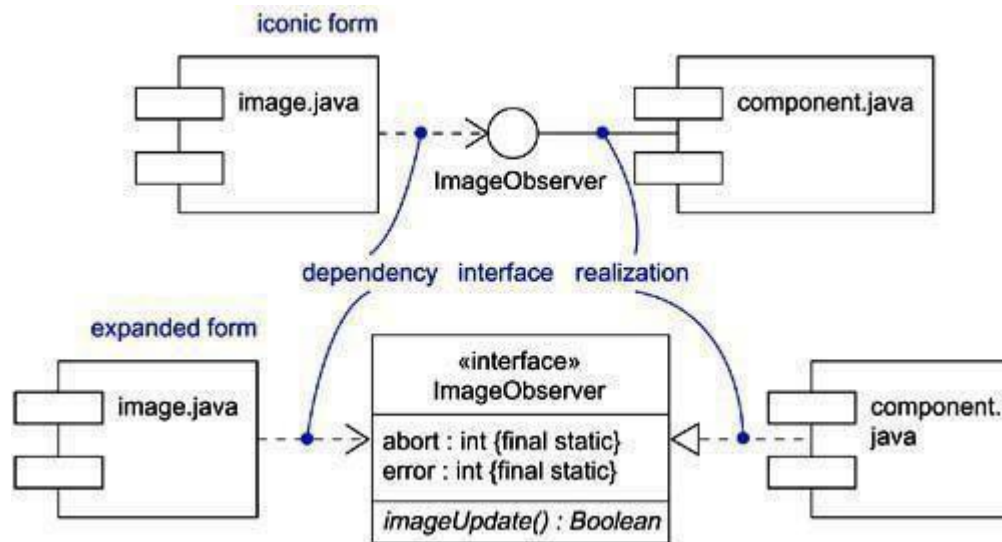 iconic form
image.java
component.java
ImageObserver
dependency interface realization
expanded form
«interface»
ImageObserver
image.java
component.
java
abort : int {final static}
error : int {final static}
imageUpdate() : Boolean